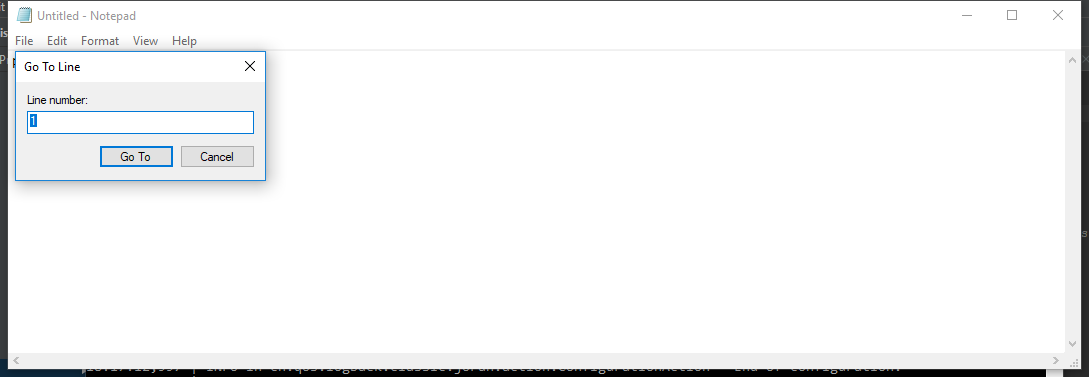 Untitled - Notepad
File Edit Format View Help
Go To Line
Line number:
1
Go To Cancel